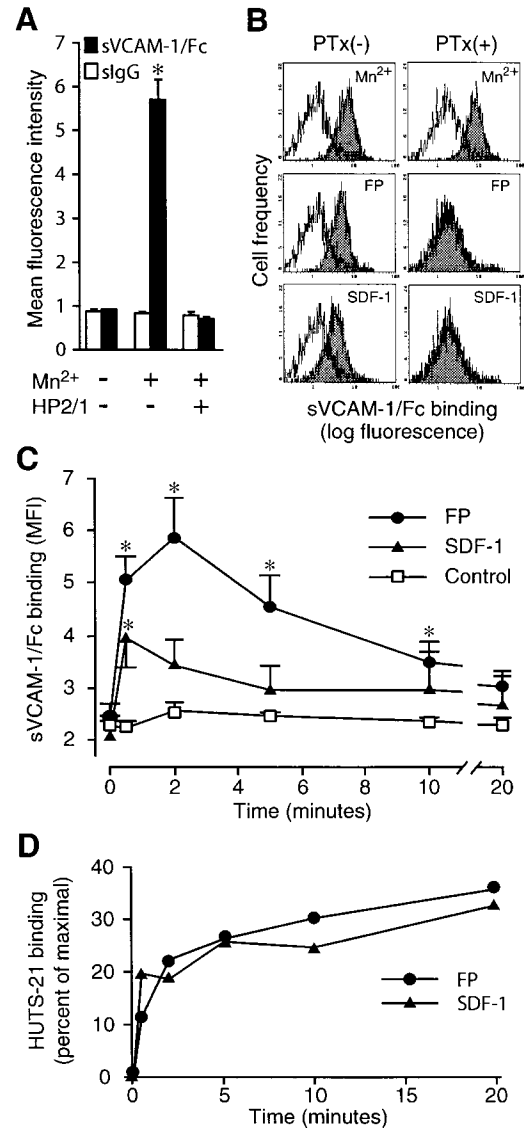 A
7
6
5
4
3
2
1
0
Mean fluorescence intensity
sVCAM-1/Fc
sIgG
*
Mn2+ - + +
HP2/1 - - +
B
PTx(-) PTx(+)
Mn2+ Mn2+
FP FP
SDF-1 SDF-1
Cell frequency
sVCAM-1/Fc binding
(log fluorescence)
C
7
6
5
4
3
2
sVCAM-1/Fc binding (MFI)
* * * * *
FP
SDF-1
Control
0 2 4 6 8 10 20
Time (minutes)
D
40
30
20
10
0
HUTS-21 binding
(percent of maximal)
FP
SDF-1
0 5 10 15 20
Time (minutes)